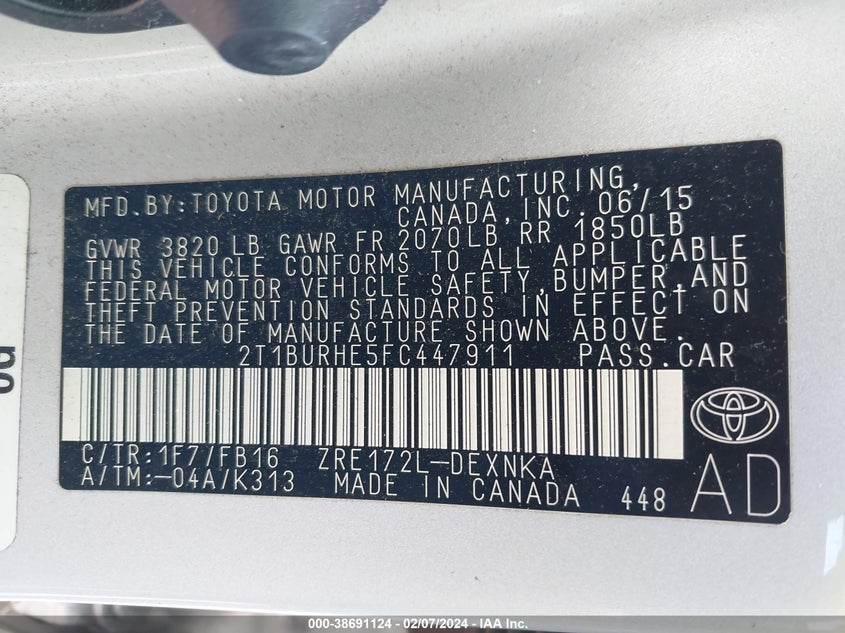 MFD. BY: TOYOTA MOTOR MANUFACTURING,
CANADA, INC. 06/15
GVWR 3820 LB GAWR FR 2070LB RR 1850LB
THIS VEHICLE CONFORMS TO ALL APPLICABLE
FEDERAL MOTOR VEHICLE SAFETY, BUMPER, AND
THEFT PREVENTION STANDARDS IN EFFECT ON
THE DATE OF MANUFACTURE SHOWN ABOVE.
2T1BURHE5FC447911 PASS. CAR
C/TR: 1F7/FB16 ZRE172L-DEXNKA
A/TM: -04A/K313 MADE IN CANADA 448 AD
000-38691124 - 02/07/2024 - IAA Inc.